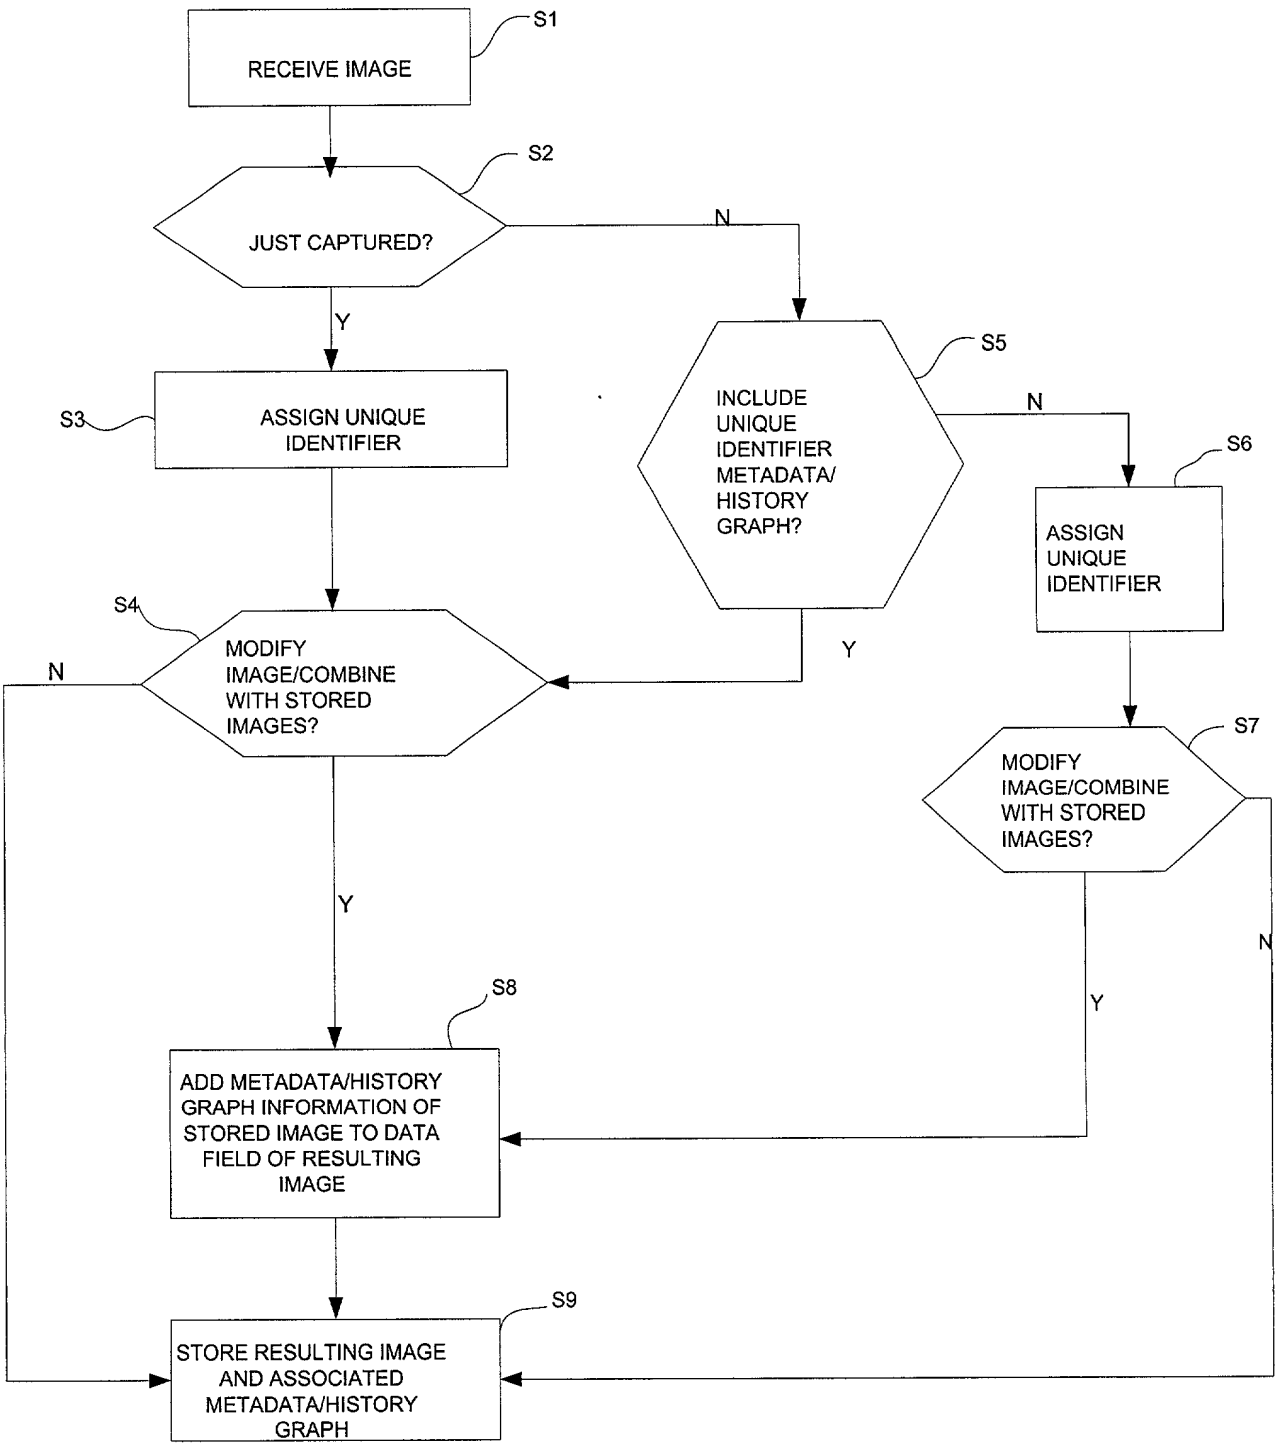 S1
RECEIVE IMAGE
S2
JUST CAPTURED?
N
Y
S3
ASSIGN UNIQUE
IDENTIFIER
S5
INCLUDE
UNIQUE
IDENTIFIER
METADATA/
HISTORY
GRAPH?
N
S6
ASSIGN
UNIQUE
IDENTIFIER
Y
S4
MODIFY
IMAGE/COMBINE
WITH STORED
IMAGES?
N
Y
S7
MODIFY
IMAGE/COMBINE
WITH STORED
IMAGES?
N
Y
S8
ADD METADATA/HISTORY
GRAPH INFORMATION OF
STORED IMAGE TO DATA
FIELD OF RESULTING
IMAGE
S9
STORE RESULTING IMAGE
AND ASSOCIATED
METADATA/HISTORY
GRAPH